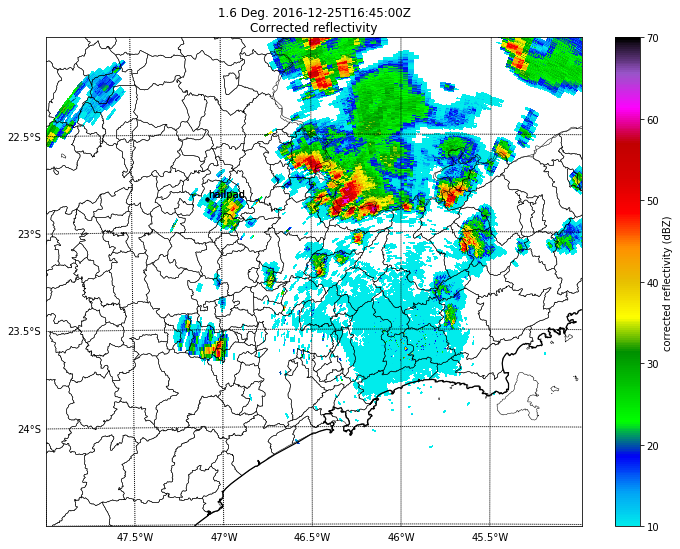 1.6 Deg. 2016-12-25T16:45:00Z
Corrected reflectivity
22.5°S
23°S
23.5°S
24°S
47.5°W
47°W
46.5°W
46°W
45.5°W
hailpad
70
60
50
40
30
20
10
corrected reflectivity (dBZ)